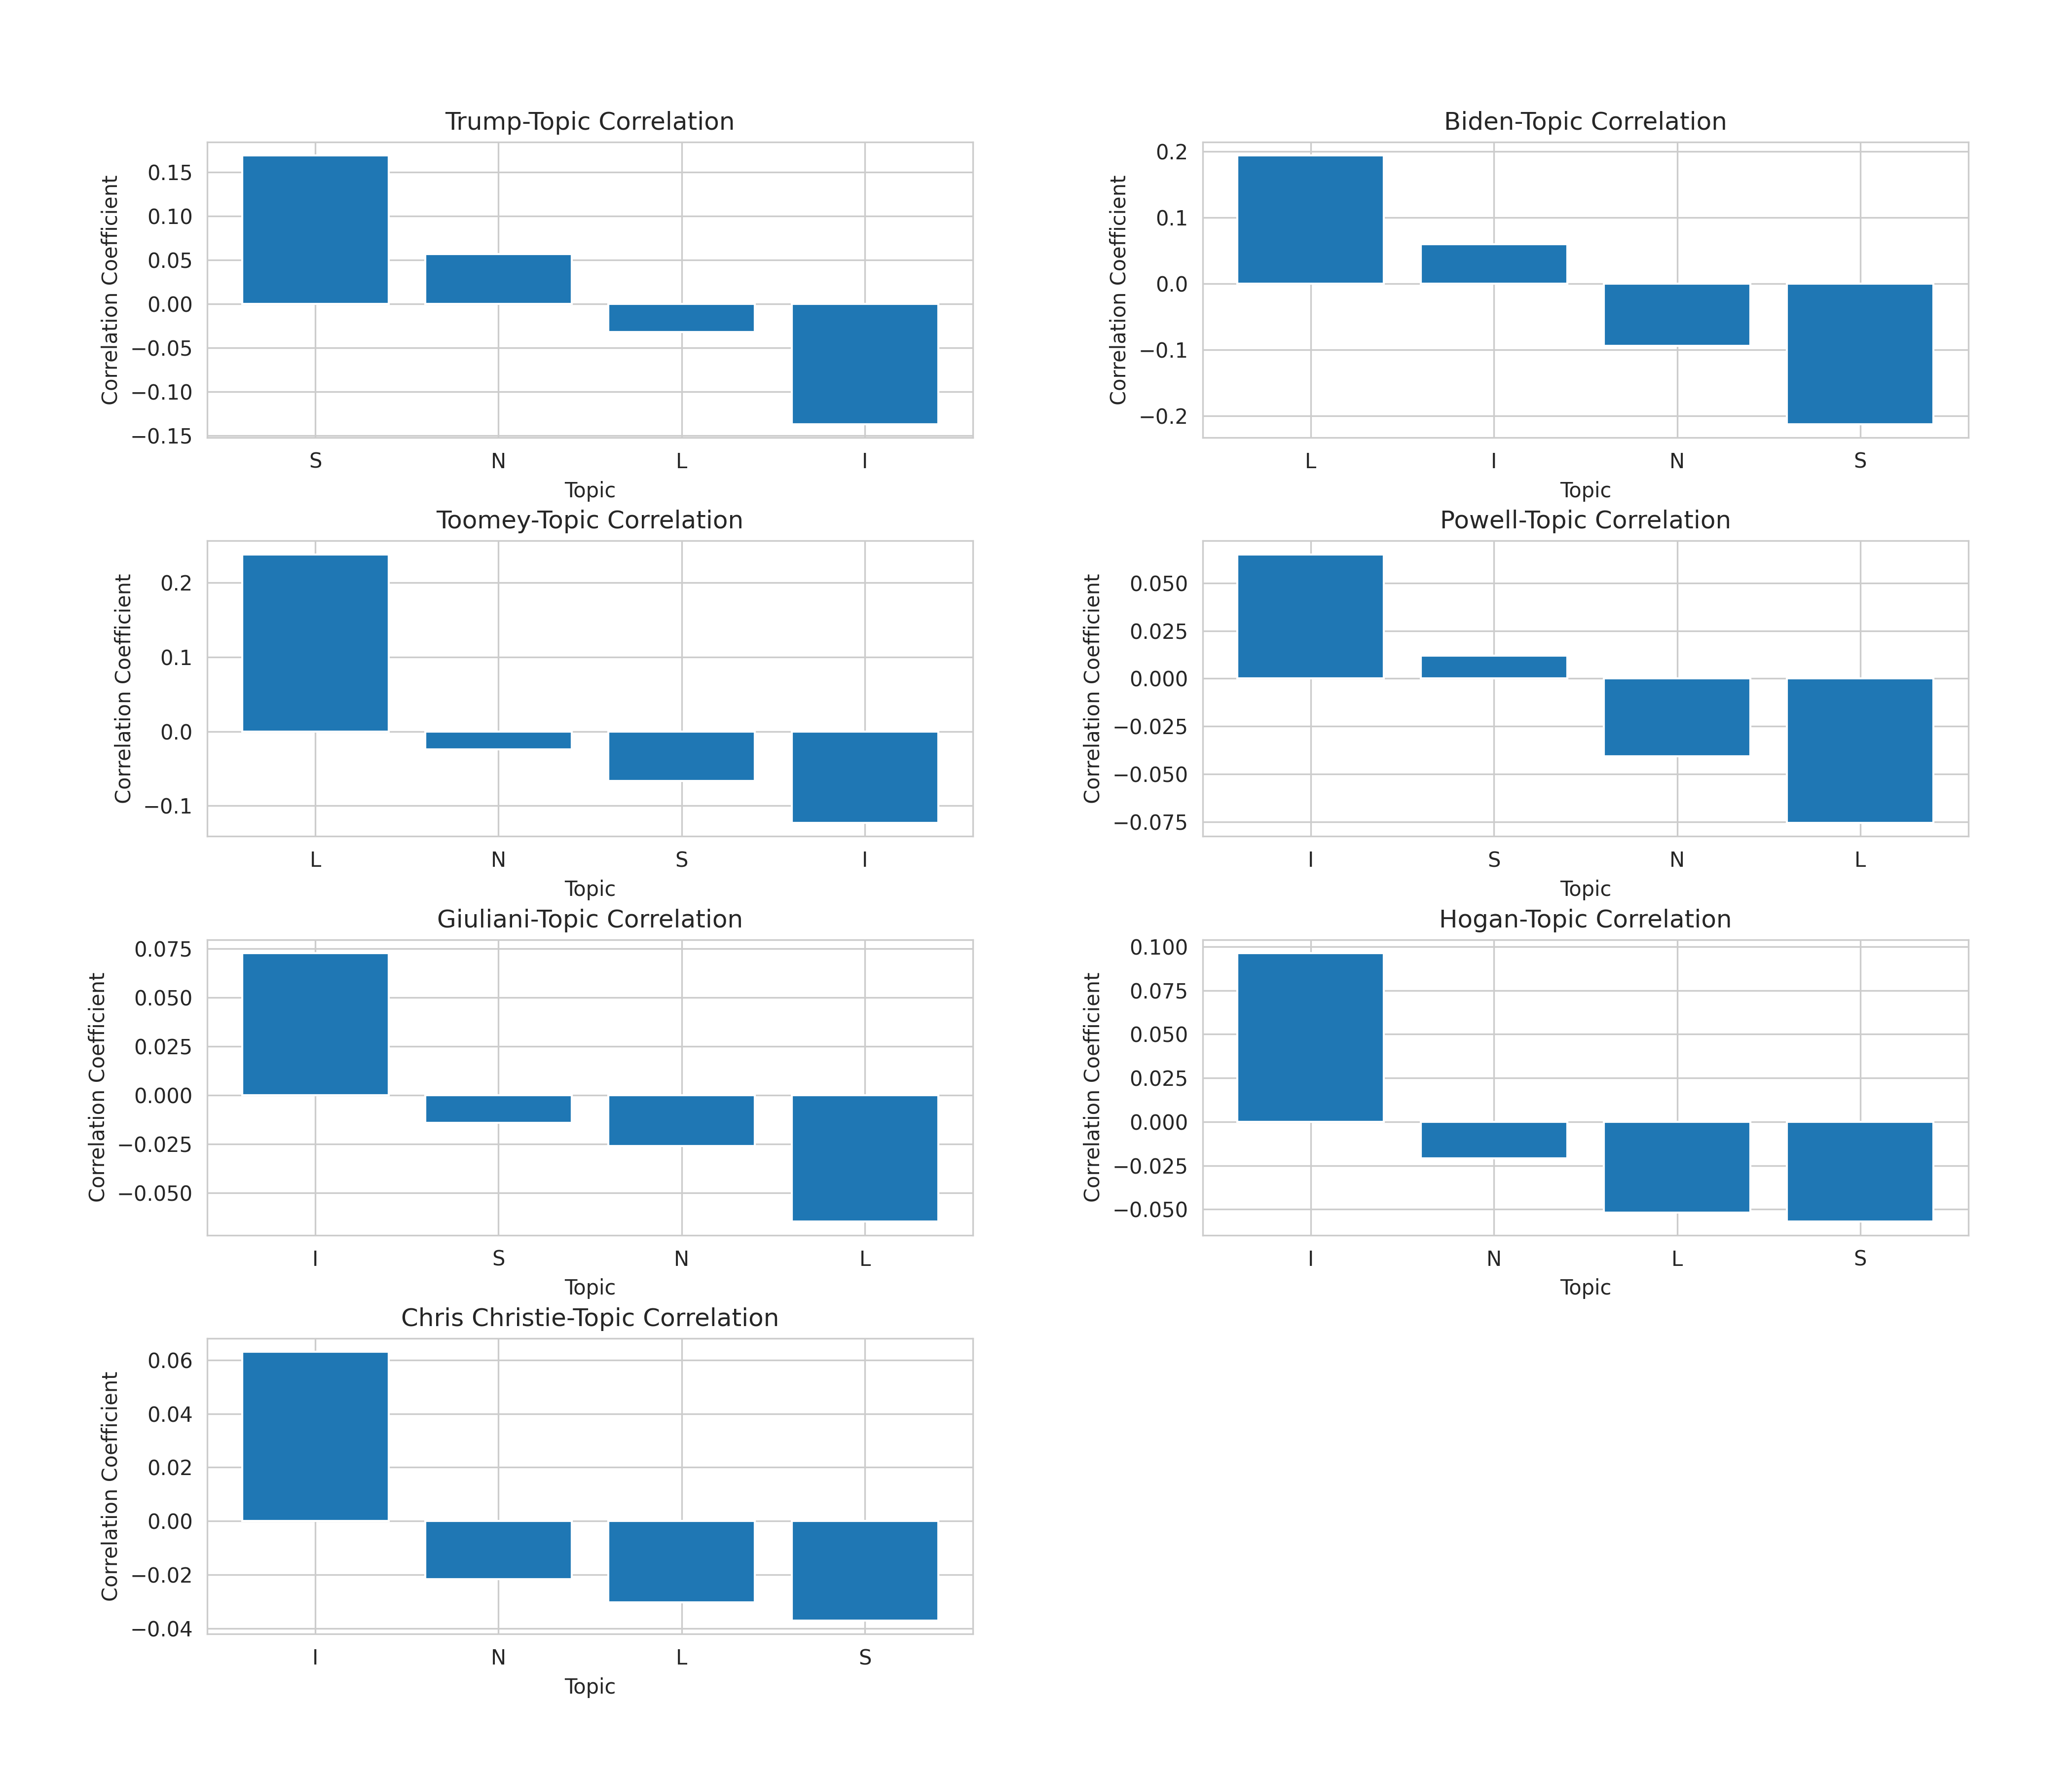 Trump-Topic Correlation
Correlation Coefficient
0.15
0.10
0.05
0.00
−0.05
−0.10
−0.15
S N L I
Topic
Biden-Topic Correlation
Correlation Coefficient
0.2
0.1
0.0
−0.1
−0.2
L I N S
Topic
Toomey-Topic Correlation
Correlation Coefficient
0.2
0.1
0.0
−0.1
L N S I
Topic
Powell-Topic Correlation
Correlation Coefficient
0.050
0.025
0.000
−0.025
−0.050
−0.075
I S N L
Topic
Giuliani-Topic Correlation
Correlation Coefficient
0.075
0.050
0.025
0.000
−0.025
−0.050
I S N L
Topic
Hogan-Topic Correlation
Correlation Coefficient
0.100
0.075
0.050
0.025
0.000
−0.025
−0.050
I N L S
Topic
Chris Christie-Topic Correlation
Correlation Coefficient
0.06
0.04
0.02
0.00
−0.02
−0.04
I N L S
Topic